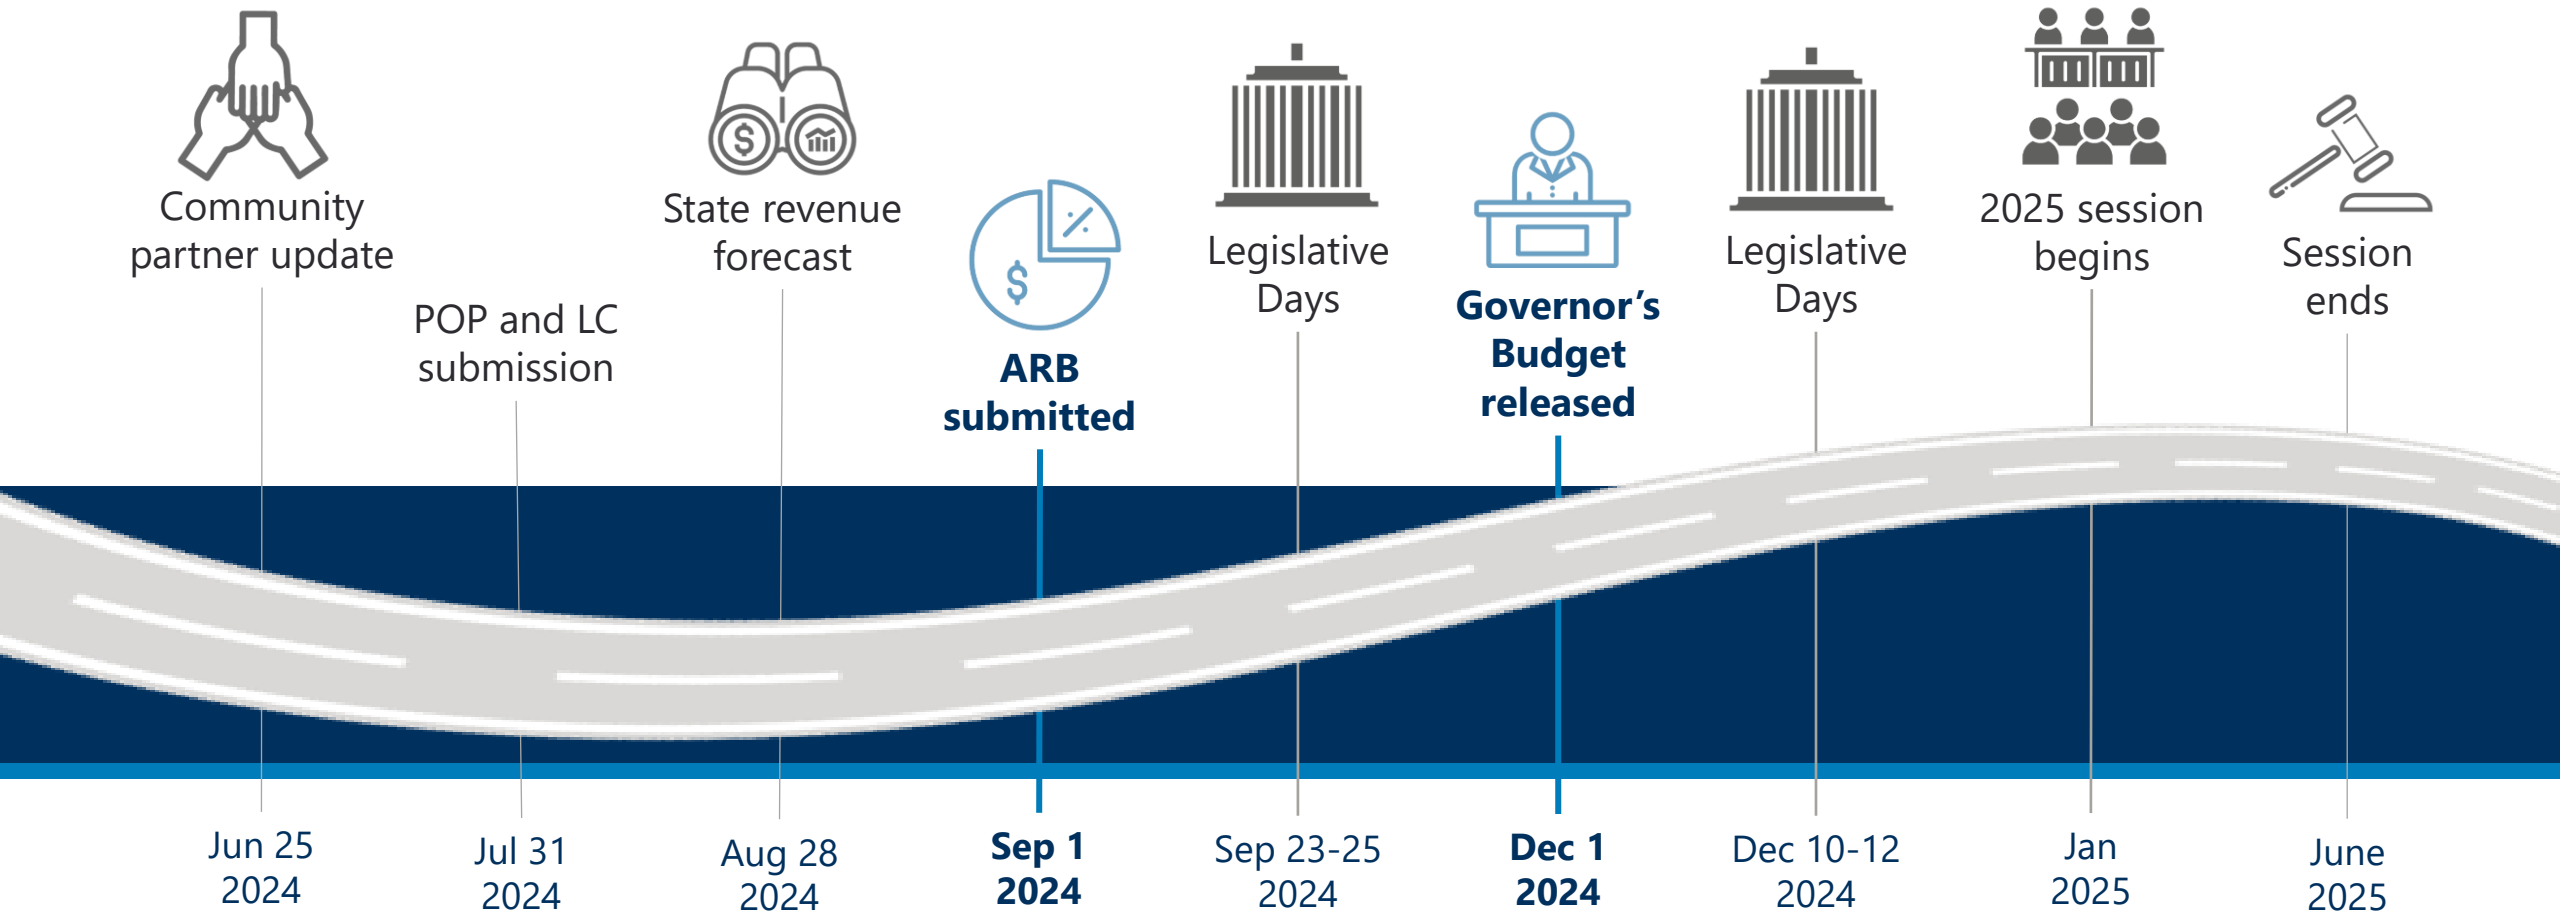 Community
partner update
POP and LC
submission
State revenue
forecast
ARB
submitted
Legislative
Days
Governor’s
Budget
released
Legislative
Days
2025 session
begins
Session
ends
$
$
%
Jun 25
2024
Jul 31
2024
Aug 28
2024
Sep 1
2024
Sep 23-25
2024
Dec 1
2024
Dec 10-12
2024
Jan
2025
June
2025